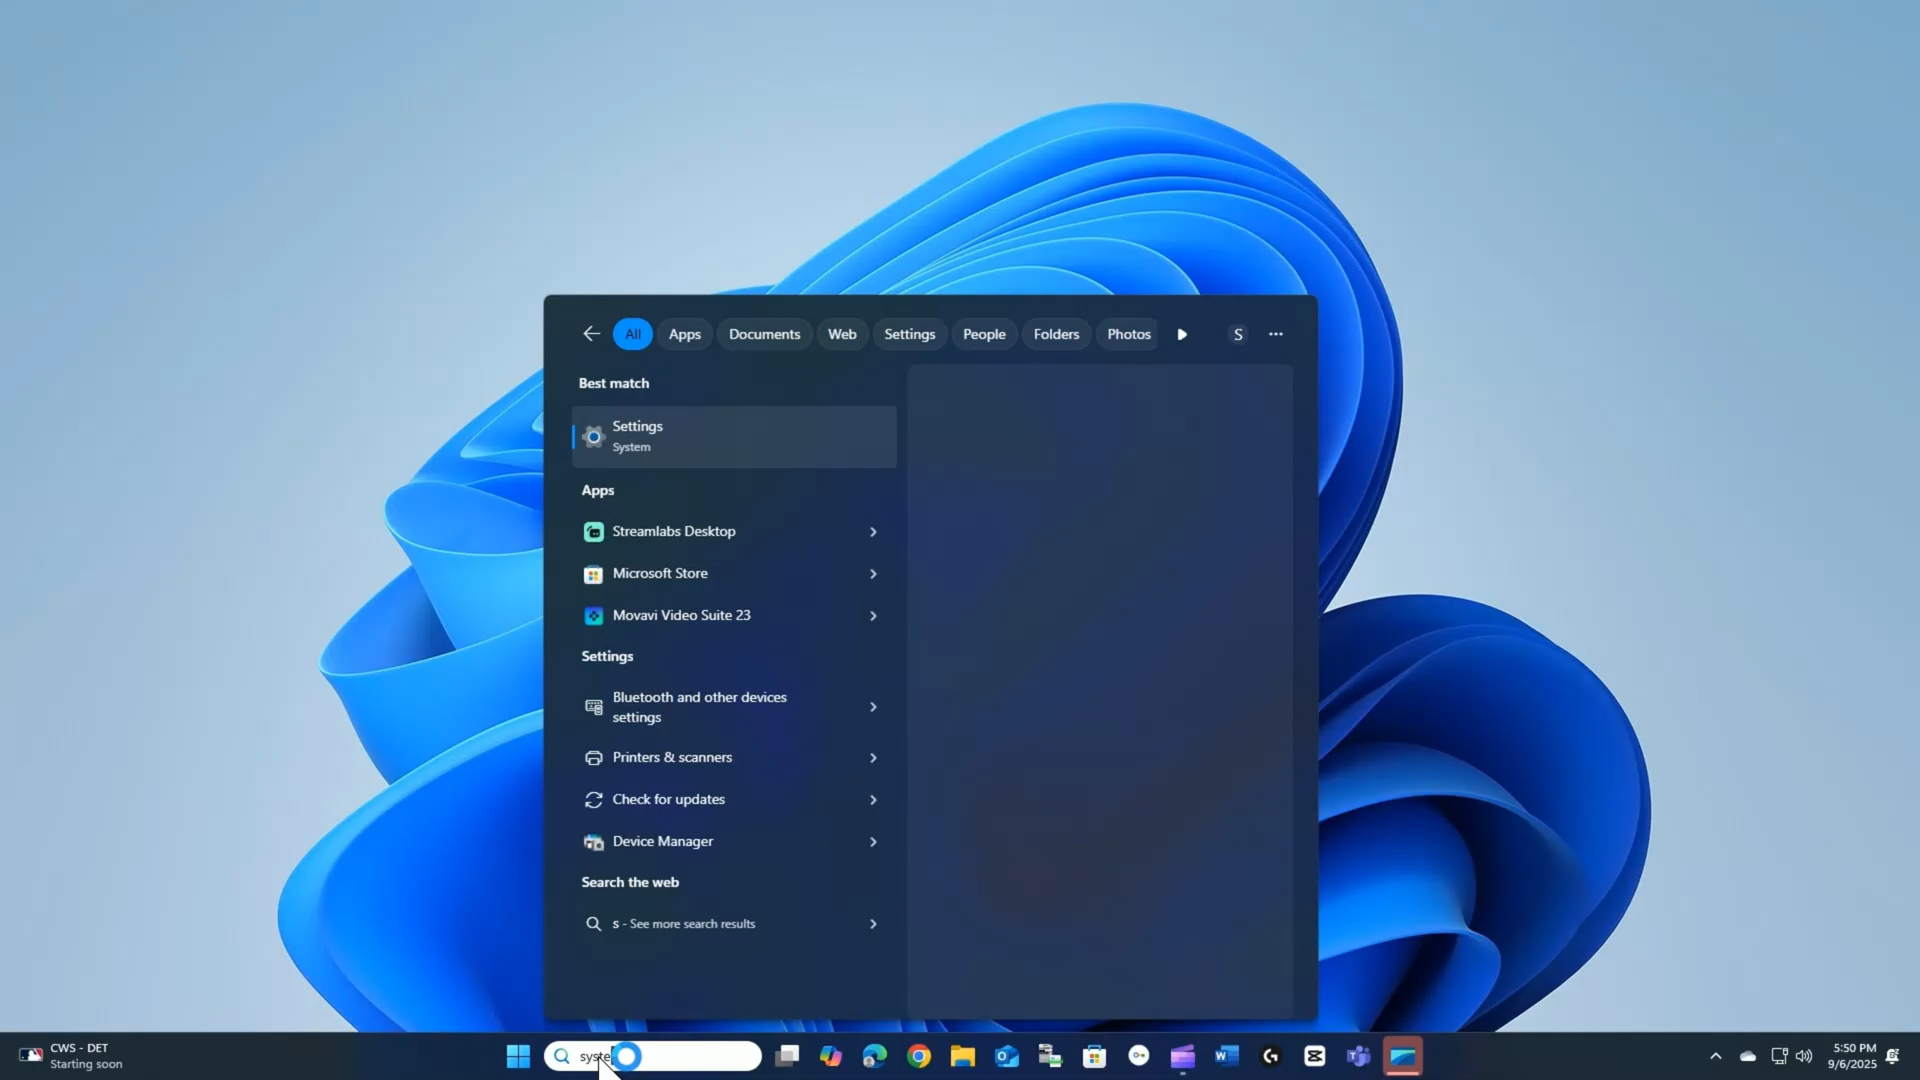 All
Apps
Documents
Web
Settings
People
Folders
Photos
S
Best match
Settings
System
Apps
Streamlabs Desktop
Microsoft Store
Movavi Video Suite 23
Settings
Bluetooth and other devices
settings
Printers & scanners
Check for updates
Device Manager
Search the web
s - See more search results
CWS - DET
Starting soon
syste
5:50 PM
9/6/2025